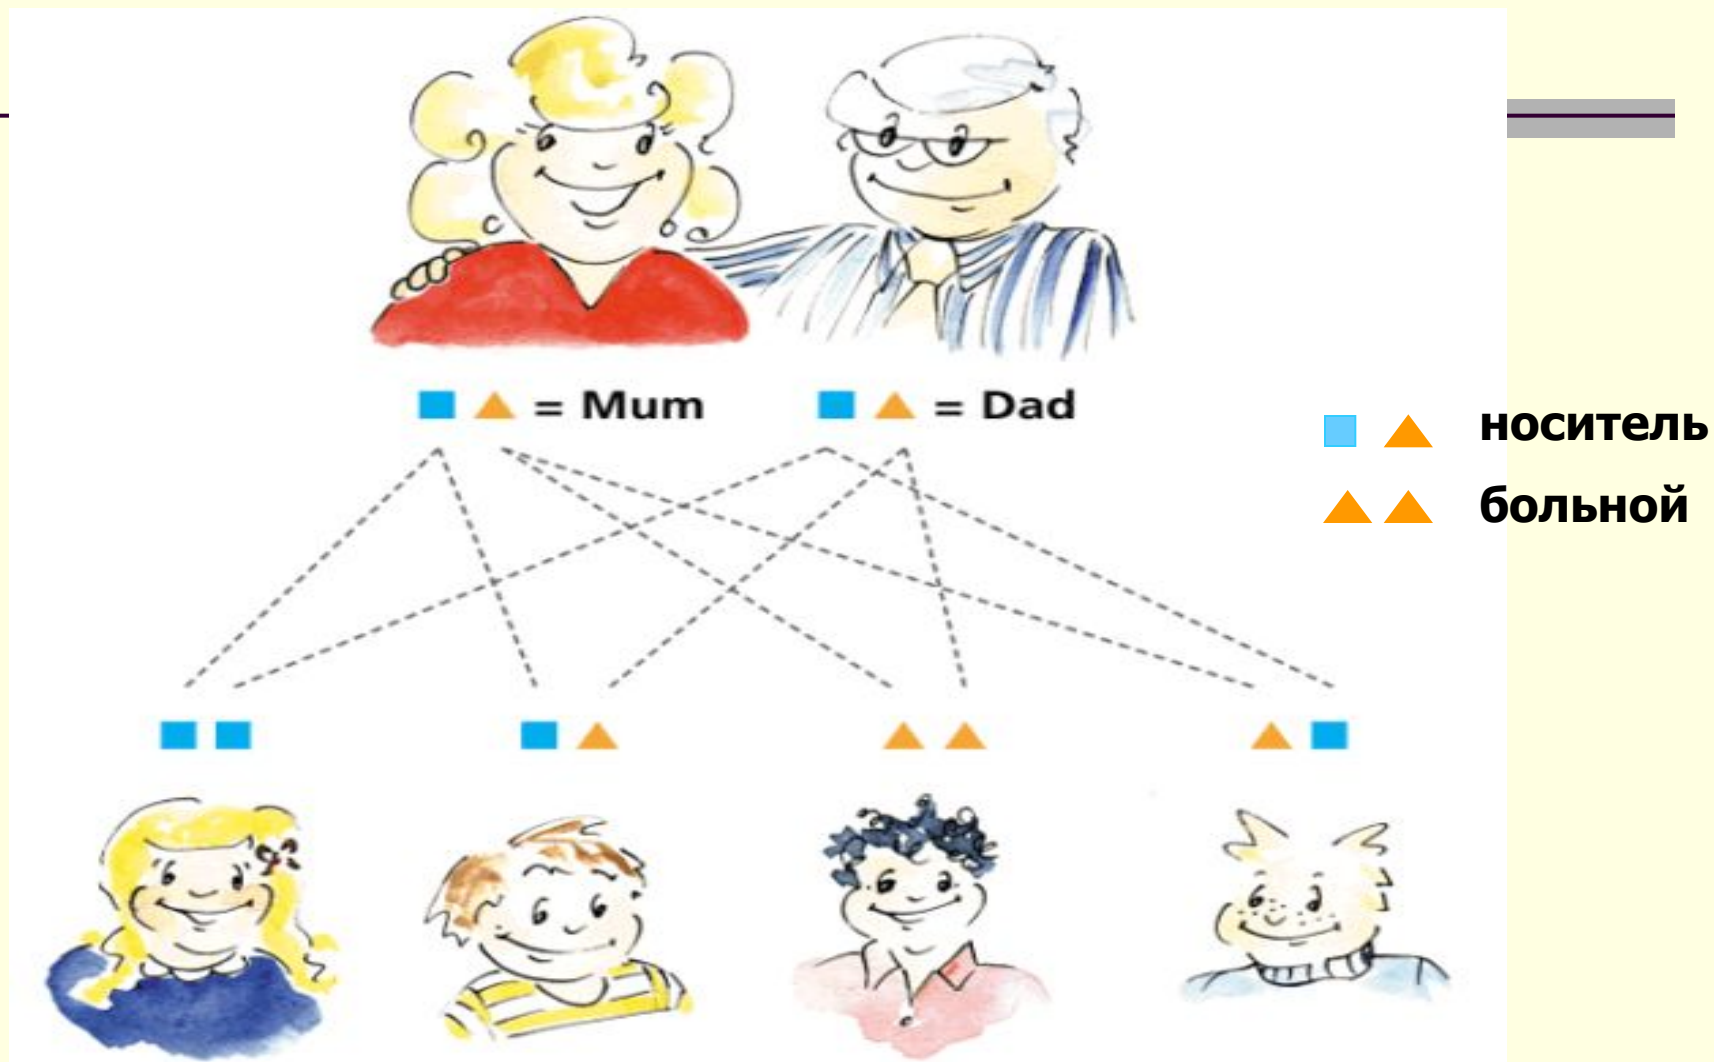 = Mum
= Dad
носитель
больной